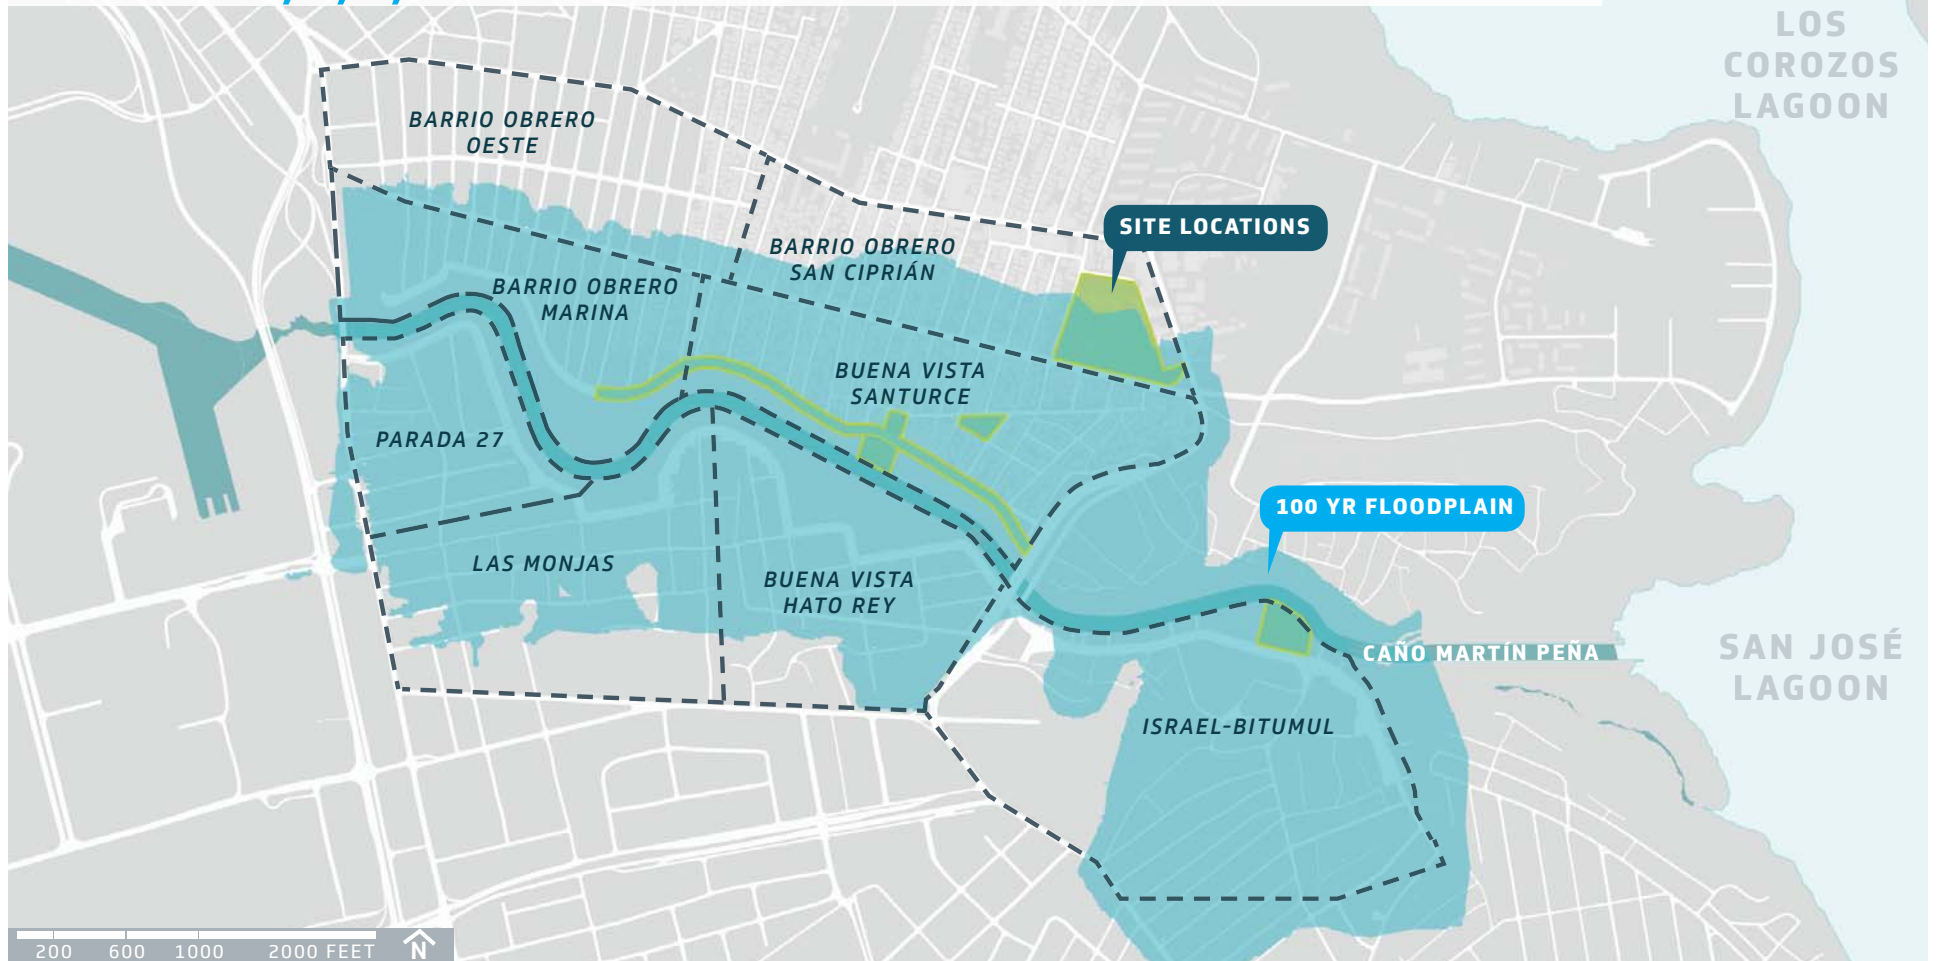 LOS
COROZOS
LAGOON
BARRIO OBRERO
OESTE
SITE LOCATIONS
BARRIO OBRERO
SAN CIPRIÁN
BARRIO OBRERO
MARINA
BUENA VISTA
SANTURCE
PARADA 27
100 YR FLOODPLAIN
LAS MONJAS
BUENA VISTA
HATO REY
CAÑO MARTÍN PEÑA
SAN JOSÉ
LAGOON
ISRAEL-BITUMUL
200 600 1000 2000 FEET N